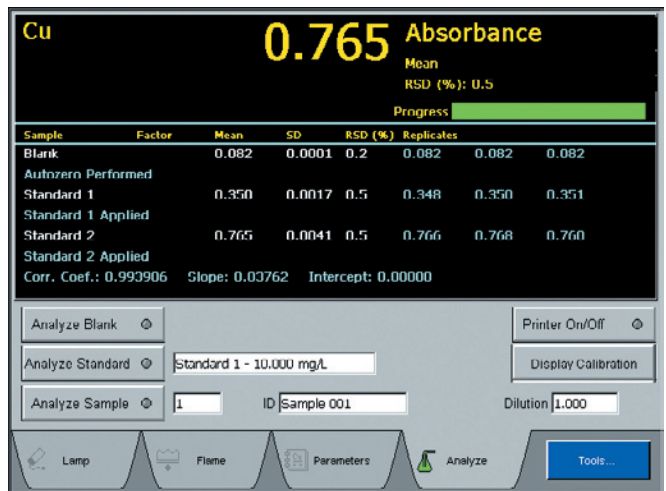 Cu 0.765 Absorbance
Mean
RSD (%): 0.5
Progress
Sample Factor Mean SD RSD (%) Replicates
Blank 0.082 0.0001 0.2 0.082 0.082 0.082
Autozero Performed
Standard 1 0.350 0.0017 0.5 0.348 0.350 0.351
Standard 1 Applied
Standard 2 0.765 0.0041 0.5 0.766 0.768 0.760
Standard 2 Applied
Corr. Coef.: 0.993906 Slope: 0.03762 Intercept: 0.00000
Analyze Blank Printer On/Off
Analyze Standard Standard 1 - 10.000 mg/L Display Calibration
Analyze Sample 1 ID Sample 001 Dilution 1.000
Lamp Flame Parameters Analyze Tools...